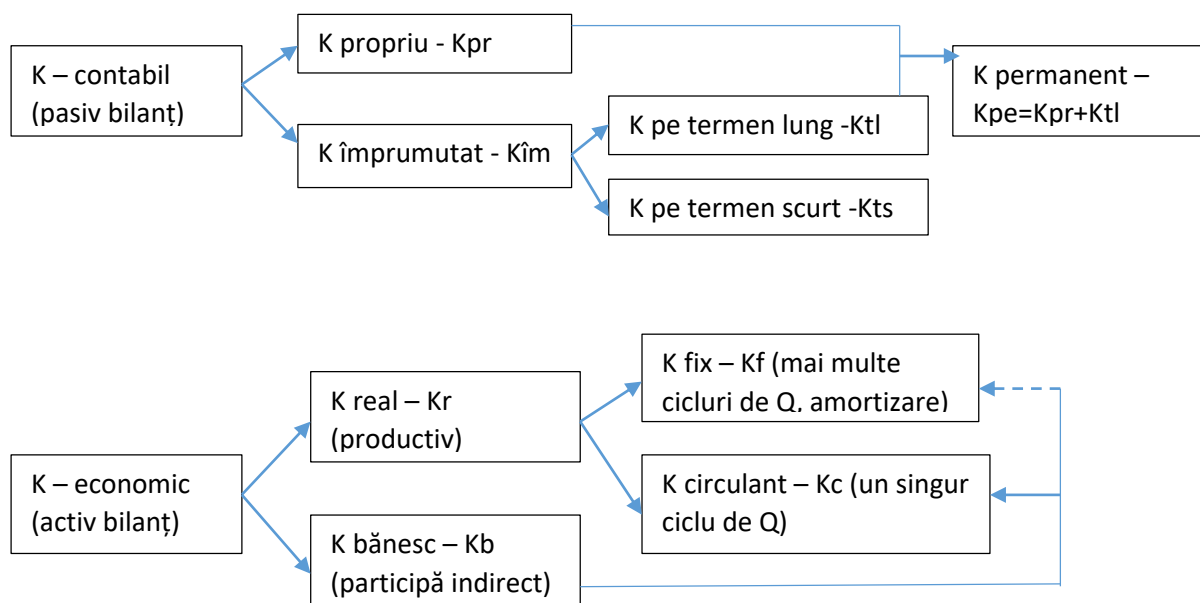 K propriu - Kpr
K – contabil
(pasiv bilanț)
K permanent –
Kpe=Kpr+Ktl
K pe termen lung -Ktl
K împrumutat - Kîm
K pe termen scurt -Kts
K fix – Kf (mai multe
cicluri de Q, amortizare)
K real – Kr
(productiv)
K – economic
(activ bilanț)
K circulant – Kc (un singur
ciclu de Q)
K bănesc – Kb
(participă indirect)